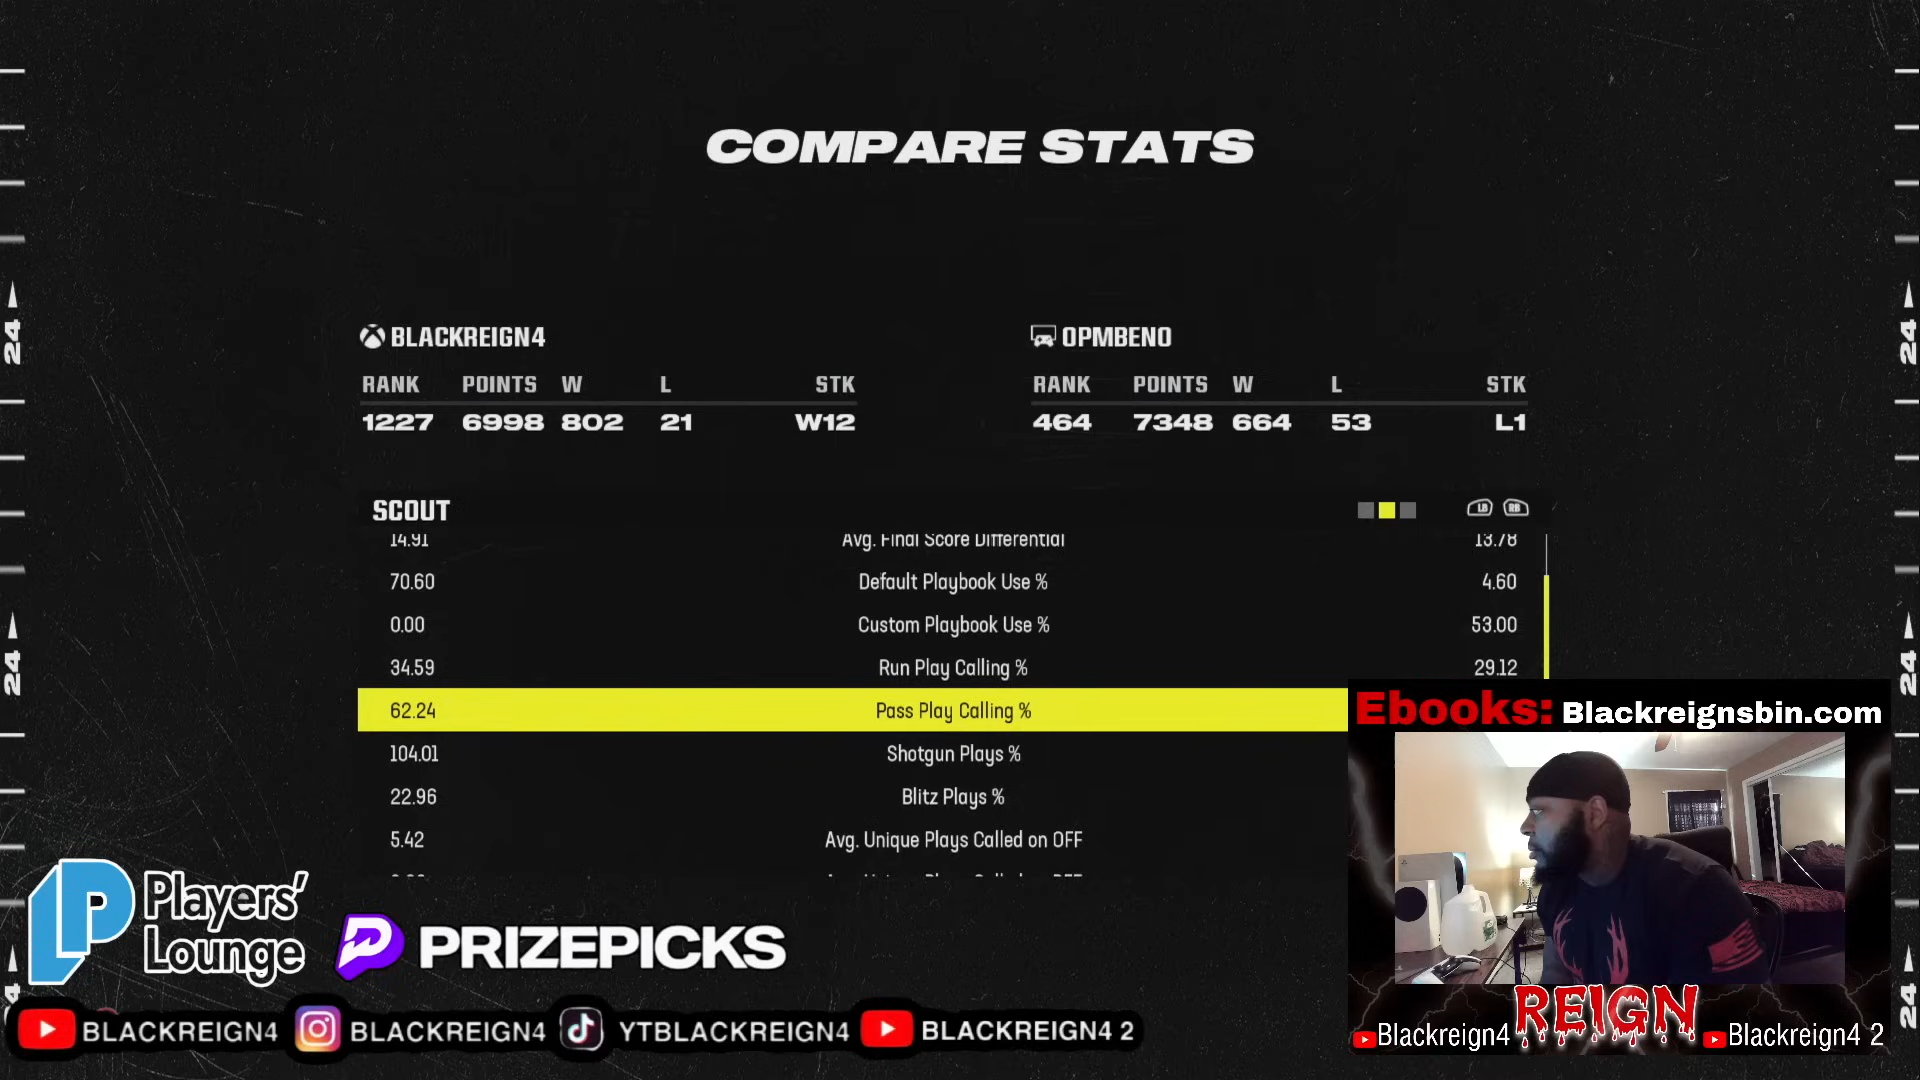 COMPARE STATS
BLACKREIGN4
RANK POINTS W L STK
1227 6998 802 21 W12
OPMBENO
RANK POINTS W L STK
464 7348 664 53 L1
SCOUT
LB RB
14.91 Avg. Final Score Differential 13.78
70.60 Default Playbook Use % 4.60
0.00 Custom Playbook Use % 53.00
34.59 Run Play Calling % 29.12
62.24 Pass Play Calling %
104.01 Shotgun Plays %
22.96 Blitz Plays %
5.42 Avg. Unique Plays Called on OFF
Ebooks: Blackreignsbin.com
Players'
Lounge
PRIZEPICKS
BLACKREIGN4 BLACKREIGN4 YTBLACKREIGN4 BLACKREIGN4 2
REIGN
Blackreign4 Blackreign4 2
24
24
24
24
24